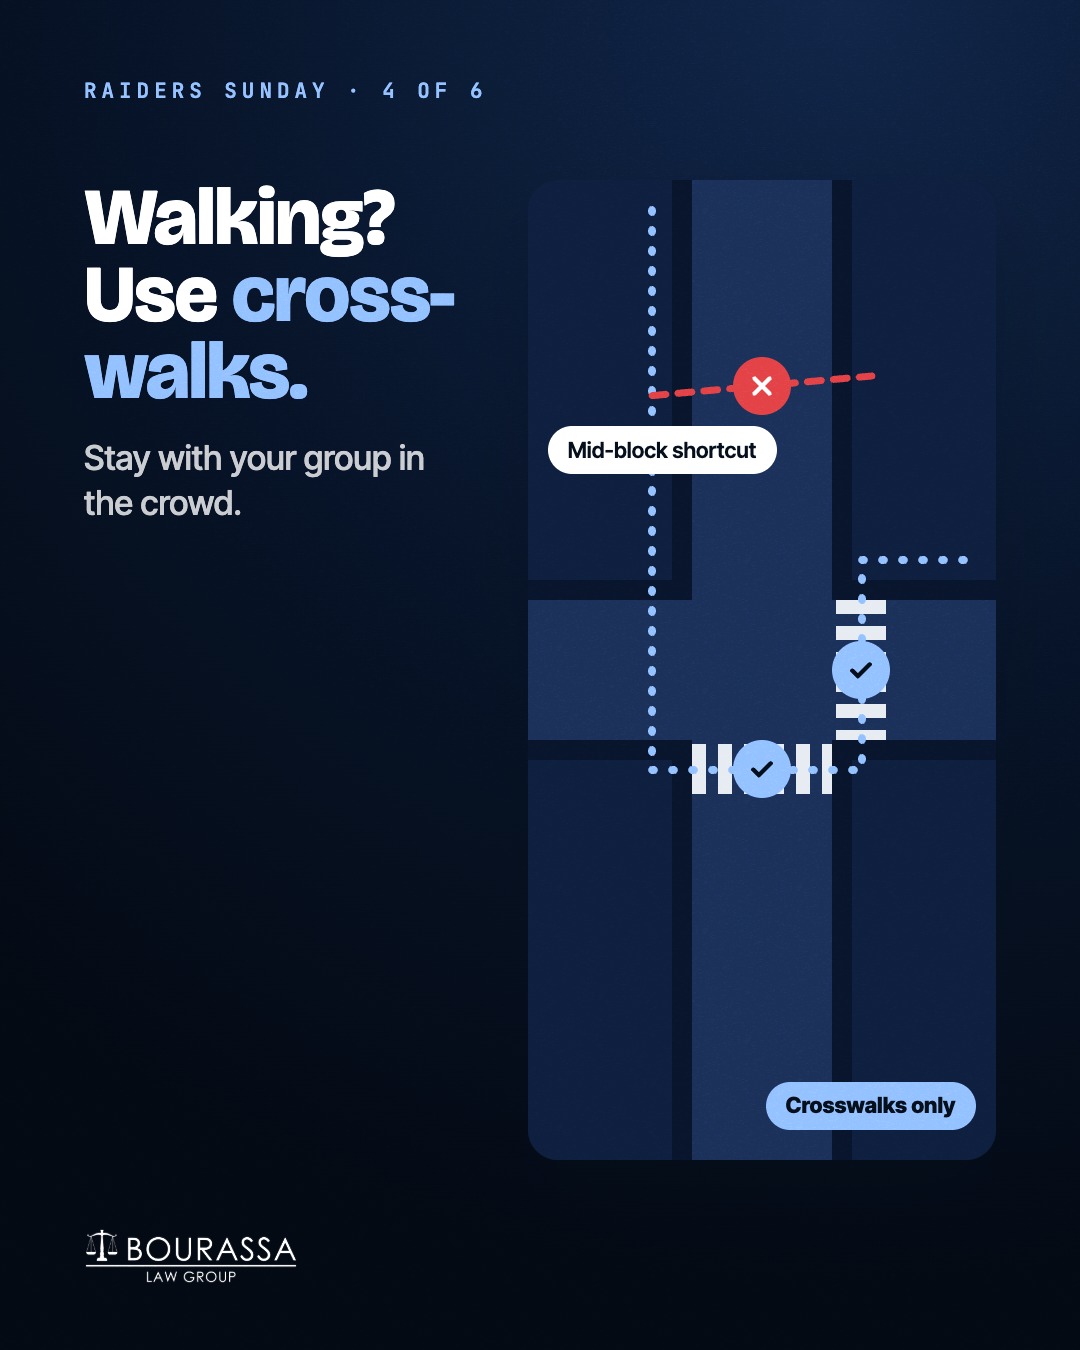 RAIDERS SUNDAY · 4 OF 6
Walking?
Use cross-
walks.
Stay with your group in
the crowd.
Mid-block shortcut
Crosswalks only
BOURASSA
LAW GROUP